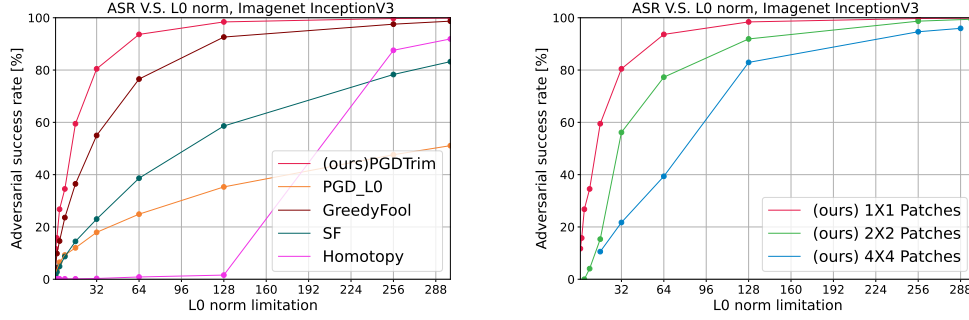 ASR V.S. L0 norm, Imagenet InceptionV3
Adversarial success rate [%]
100
80
60
40
20
0
32 64 96 128 160 192 224 256 288
L0 norm limitation
(ours)PGDTrim
PGD_L0
GreedyFool
SF
Homotopy
ASR V.S. L0 norm, Imagenet InceptionV3
Adversarial success rate [%]
100
80
60
40
20
0
32 64 96 128 160 192 224 256 288
L0 norm limitation
(ours) 1X1 Patches
(ours) 2X2 Patches
(ours) 4X4 Patches